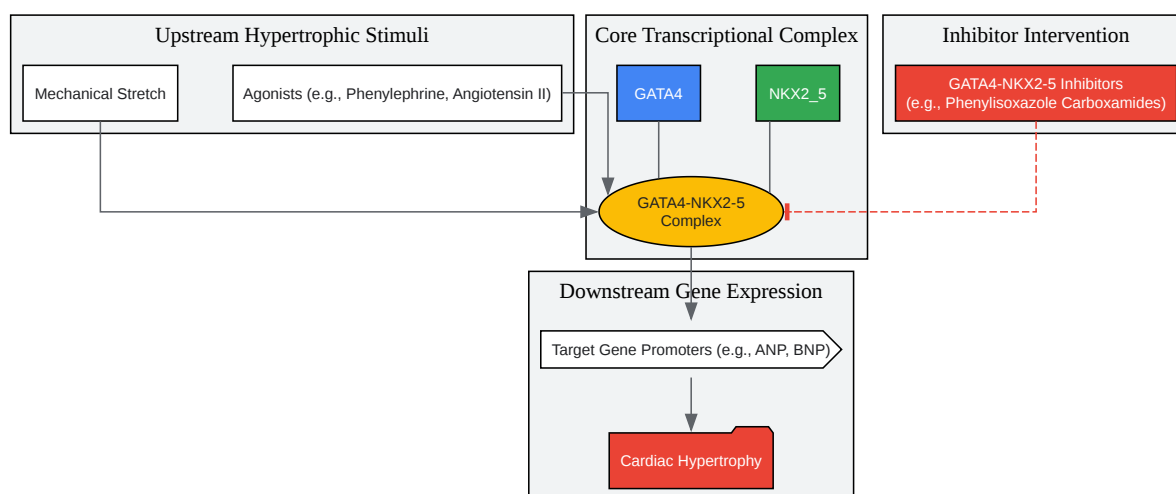 Upstream Hypertrophic Stimuli
Core Transcriptional Complex
Inhibitor Intervention
Mechanical Stretch
Agonists (e.g., Phenylephrine, Angiotensin II)
GATA4
NKX2_5
GATA4-NKX2-5 Inhibitors
(e.g., Phenylisoxazole Carboxamides)
GATA4-NKX2-5
Complex
Downstream Gene Expression
Target Gene Promoters (e.g., ANP, BNP)
Cardiac Hypertrophy